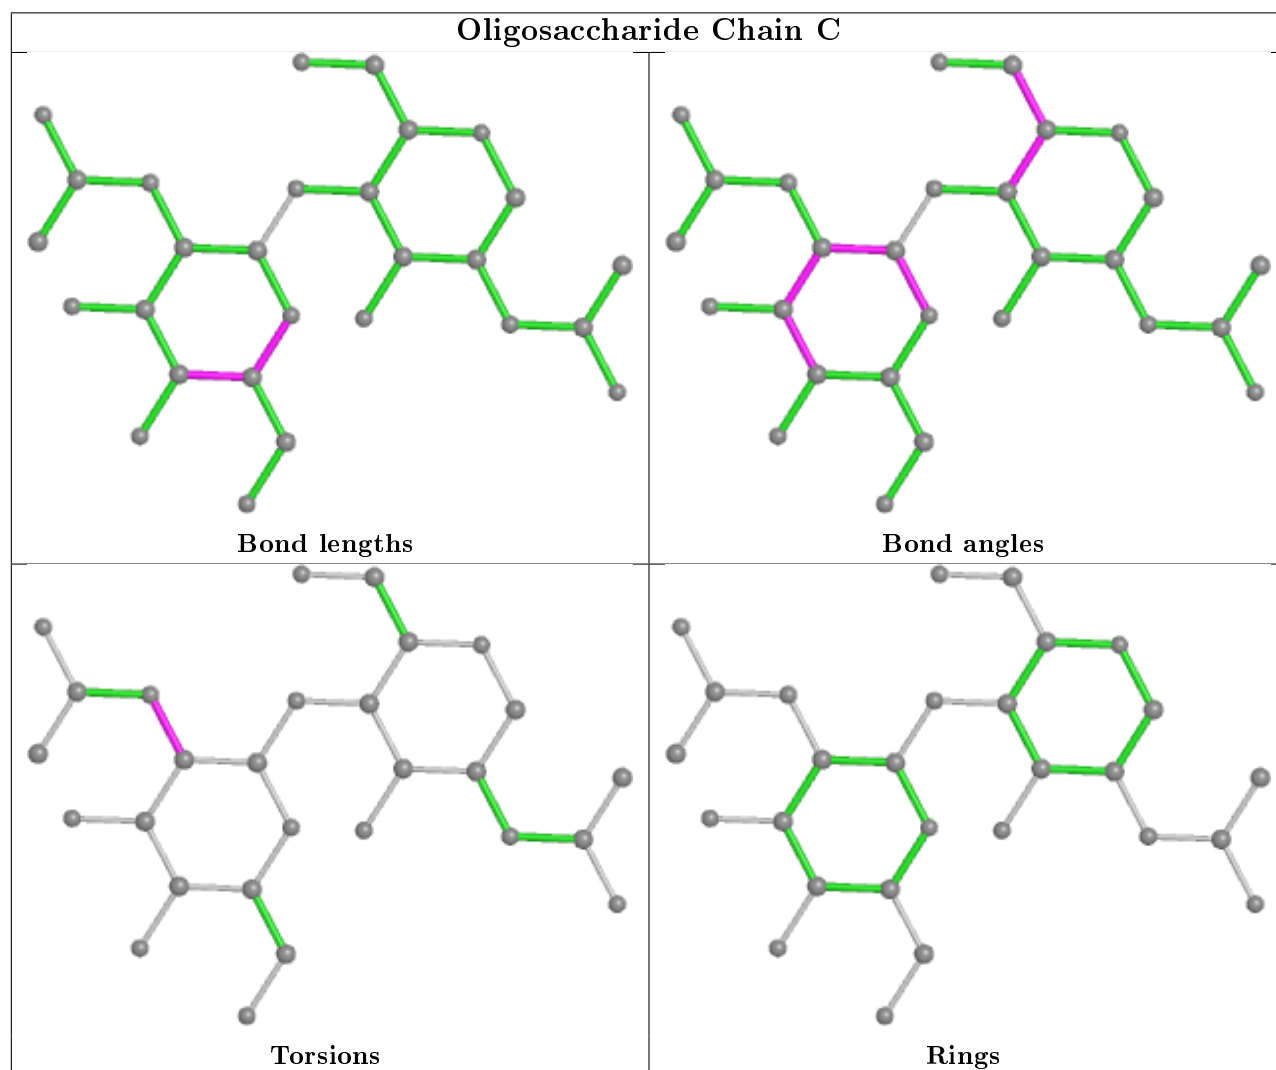 Oligosaccharide Chain C
Bond lengths
Bond angles
Torsions
Rings